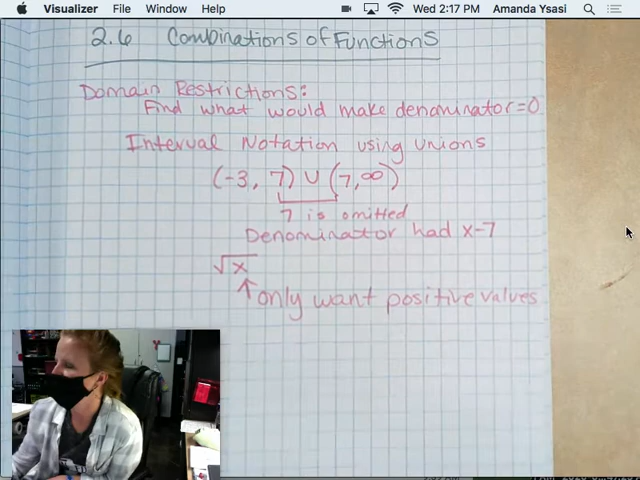 Visualizer File Window Help Wed 2:17 PM Amanda Ysasi
2.6 Combinations of Functions
Domain Restrictions:
Find what would make denominator=0
Interval Notation using unions
(-3, 7) ∪ (7, ∞)
7 is omitted
Denominator had x-7
√x
↑ only want positive values